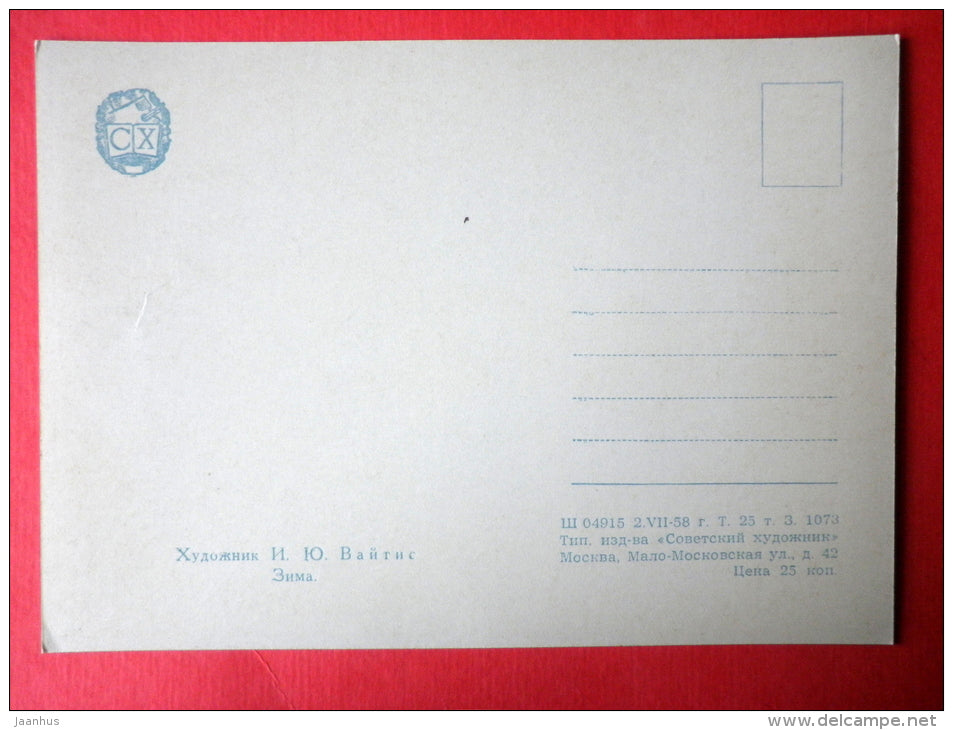 С Х
Художник И. Ю. Вайтис
Зима.
Ш 04915 2.VII-58 г. Т. 25 т. З. 1073
Тип. изд-ва «Советский художник»
Москва, Мало-Московская ул., д. 42
Цена 25 коп.
Jaanhus
www.delcampe.net